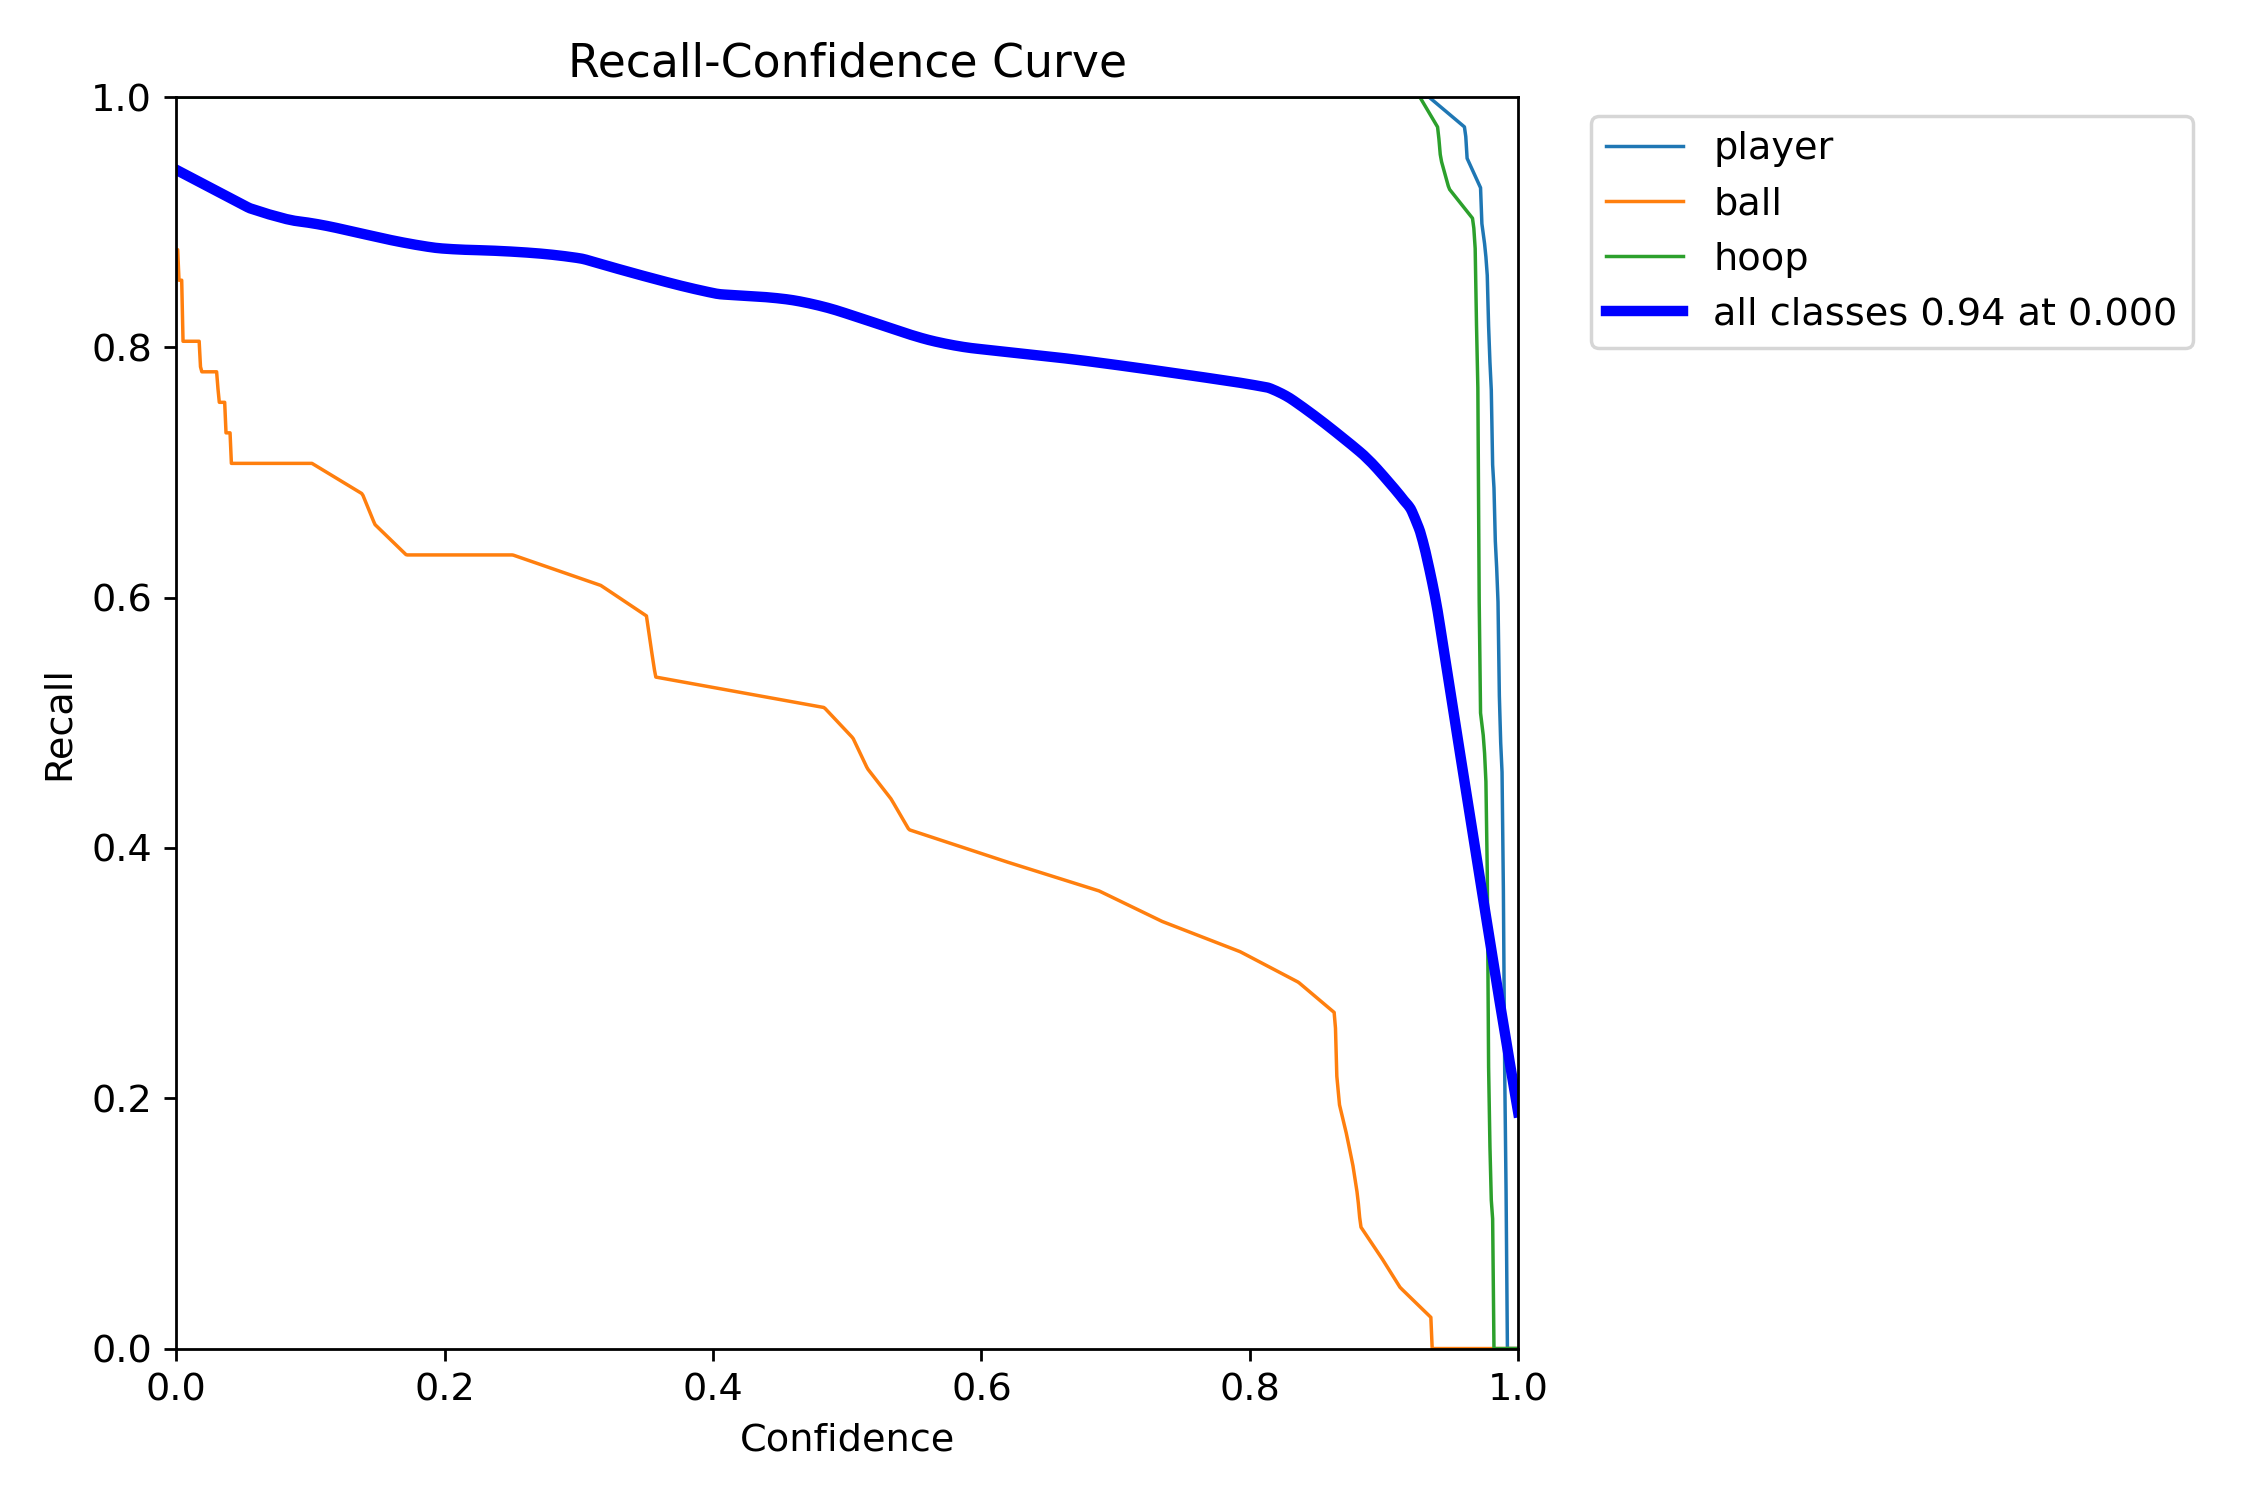 Recall-Confidence Curve
1.0
0.8
0.6
0.4
0.2
0.0
Recall
0.0 0.2 0.4 0.6 0.8 1.0
Confidence
player
ball
hoop
all classes 0.94 at 0.000